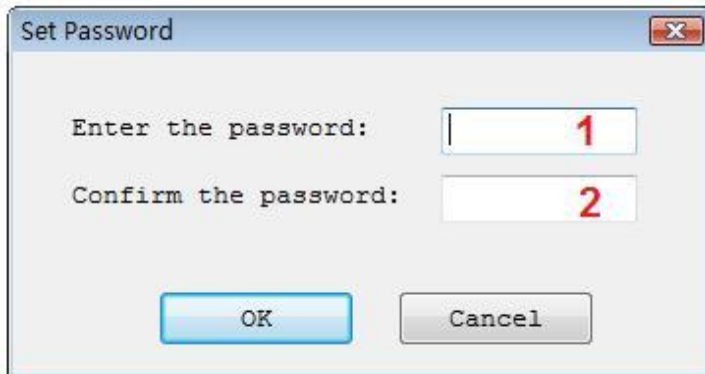 Set Password
Enter the password: 1
Confirm the password: 2
OK Cancel